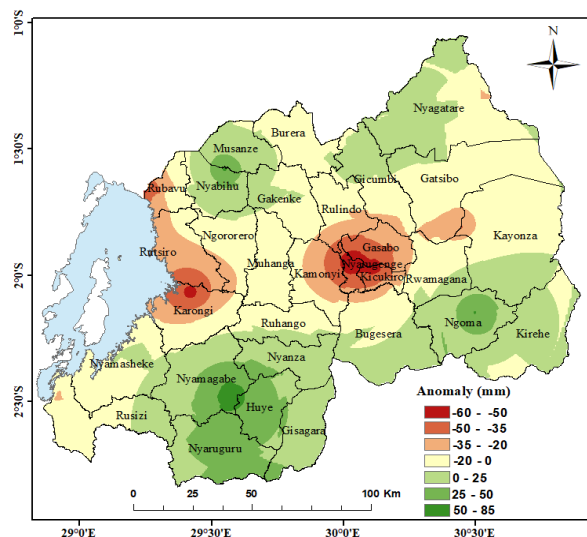 1°0'S
N
Nyagatare
Burera
Musanze
1°30'S
Gicumbi
Gatsibo
Rubavu
Nyabihu
Gakenke
Rulindo
Ngororero
Gasabo
Kayonza
Rutsiro
Muhanga
Nyarugenge
2°0'S
Kamonyi
Kicukiro
Rwamagana
Karongi
Ruhango
Bugesera
Ngoma
Kirehe
Nyamasheke
Nyanza
Nyamagabe
2°30'S
Rusizi
Huye
Gisagara
Nyaruguru
Anomaly (mm)
-60 - -50
-50 - -35
-35 - -20
-20 - 0
0 - 25
25 - 50
50 - 85
0 25 50 100 Km
29°0'E 29°30'E 30°0'E 30°30'E